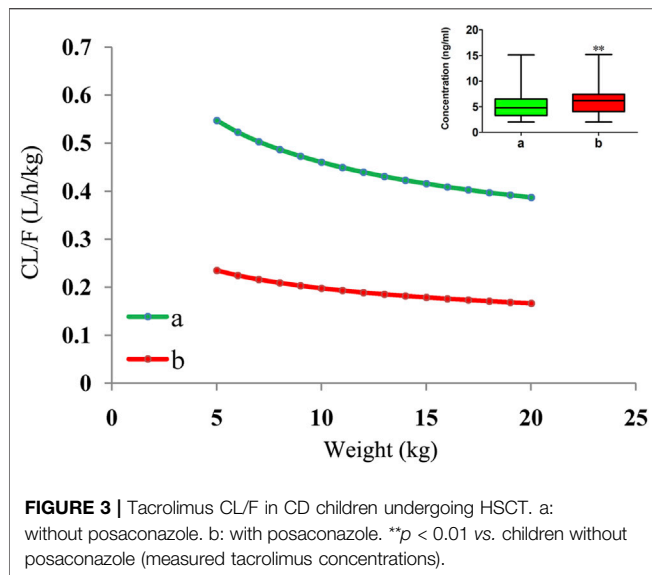 20
15
10
5
0
Concentration (ng/ml)
**
a
b
0.7
0.6
0.5
0.4
0.3
0.2
0.1
0
CL/F (L/h/kg)
a
b
0
5
10
15
20
25
Weight (kg)
FIGURE 3 | Tacrolimus CL/F in CD children undergoing HSCT. a:
without posaconazole. b: with posaconazole. **p < 0.01 vs. children without
posaconazole (measured tacrolimus concentrations).